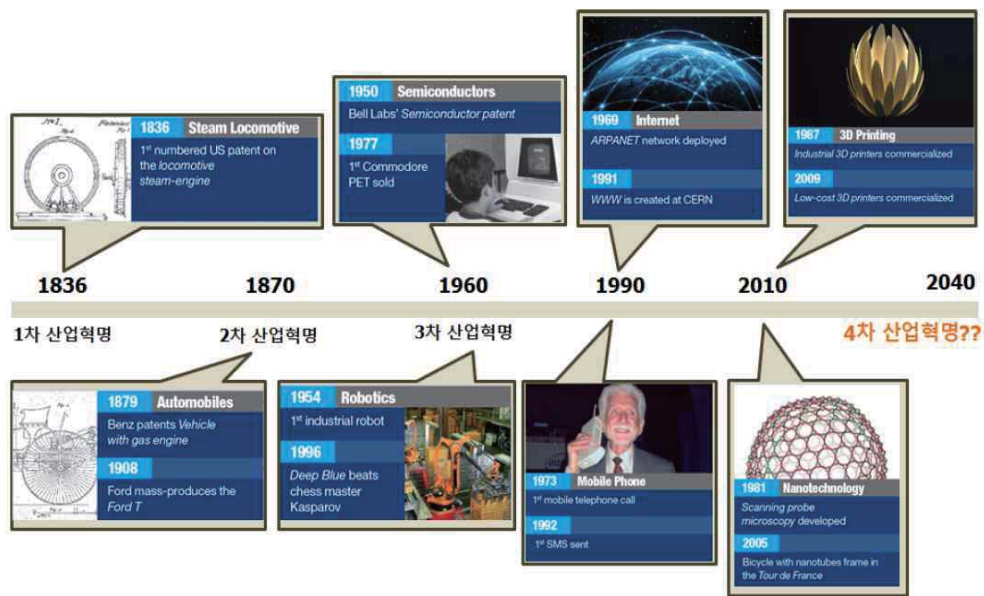 1836 Steam Locomotive
1st numbered US patent on
the locomotive
steam-engine
1950 Semiconductors
Bell Labs' Semiconductor patent
1977
1st Commodore
PET sold
1969 Internet
ARPANET network deployed
1991
WWW is created at CERN
1987 3D Printing
Industrial 3D printers commercialized
2009
Low-cost 3D printers commercialized
1836 1870 1960 1990 2010 2040
1차 산업혁명 2차 산업혁명 3차 산업혁명 4차 산업혁명??
1879 Automobiles
Benz patents Vehicle
with gas engine
1908
Ford mass-produces the
Ford T
1954 Robotics
1st industrial robot
1996
Deep Blue beats
chess master
Kasparov
1973 Mobile Phone
1st mobile telephone call
1992
1st SMS sent
1981 Nanotechnology
Scanning probe
microscopy developed
2005
Bicycle with nanotubes frame in
the Tour de France